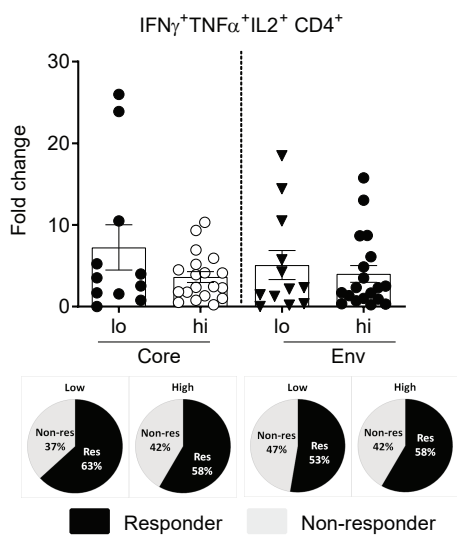 IFNγ⁺TNFα⁺IL2⁺ CD4⁺
30
20
10
0
Fold change
lo hi lo hi
Core Env
Low High Low High
Non-res 37% Res 63%
Non-res 42% Res 58%
Non-res 47% Res 53%
Non-res 42% Res 58%
Responder Non-responder